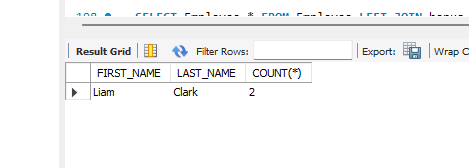 Result Grid Filter Rows: Export: Wrap C
FIRST_NAME LAST_NAME COUNT(*)
Liam Clark 2